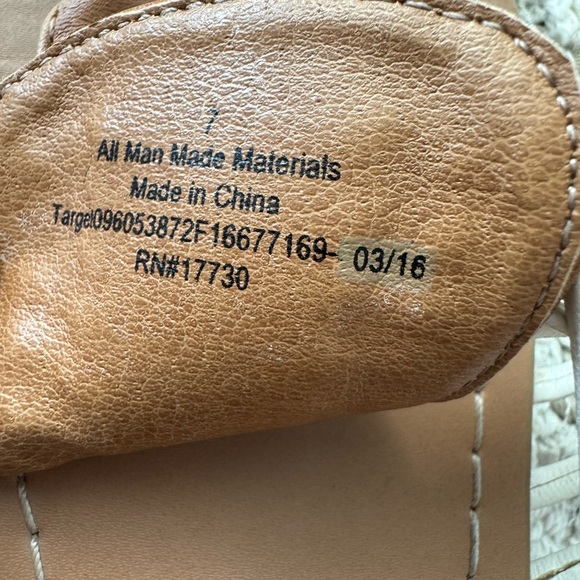 7
All Man Made Materials
Made in China
Target096053872F16677169- 03/16
RN#17730